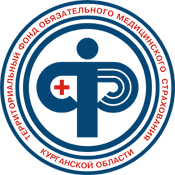 ТЕРРИТОРИАЛЬНЫЙ ФОНД ОБЯЗАТЕЛЬНОГО МЕДИЦИНСКОГО СТРАХОВАНИЯ
КУРГАНСКОЙ ОБЛАСТИ